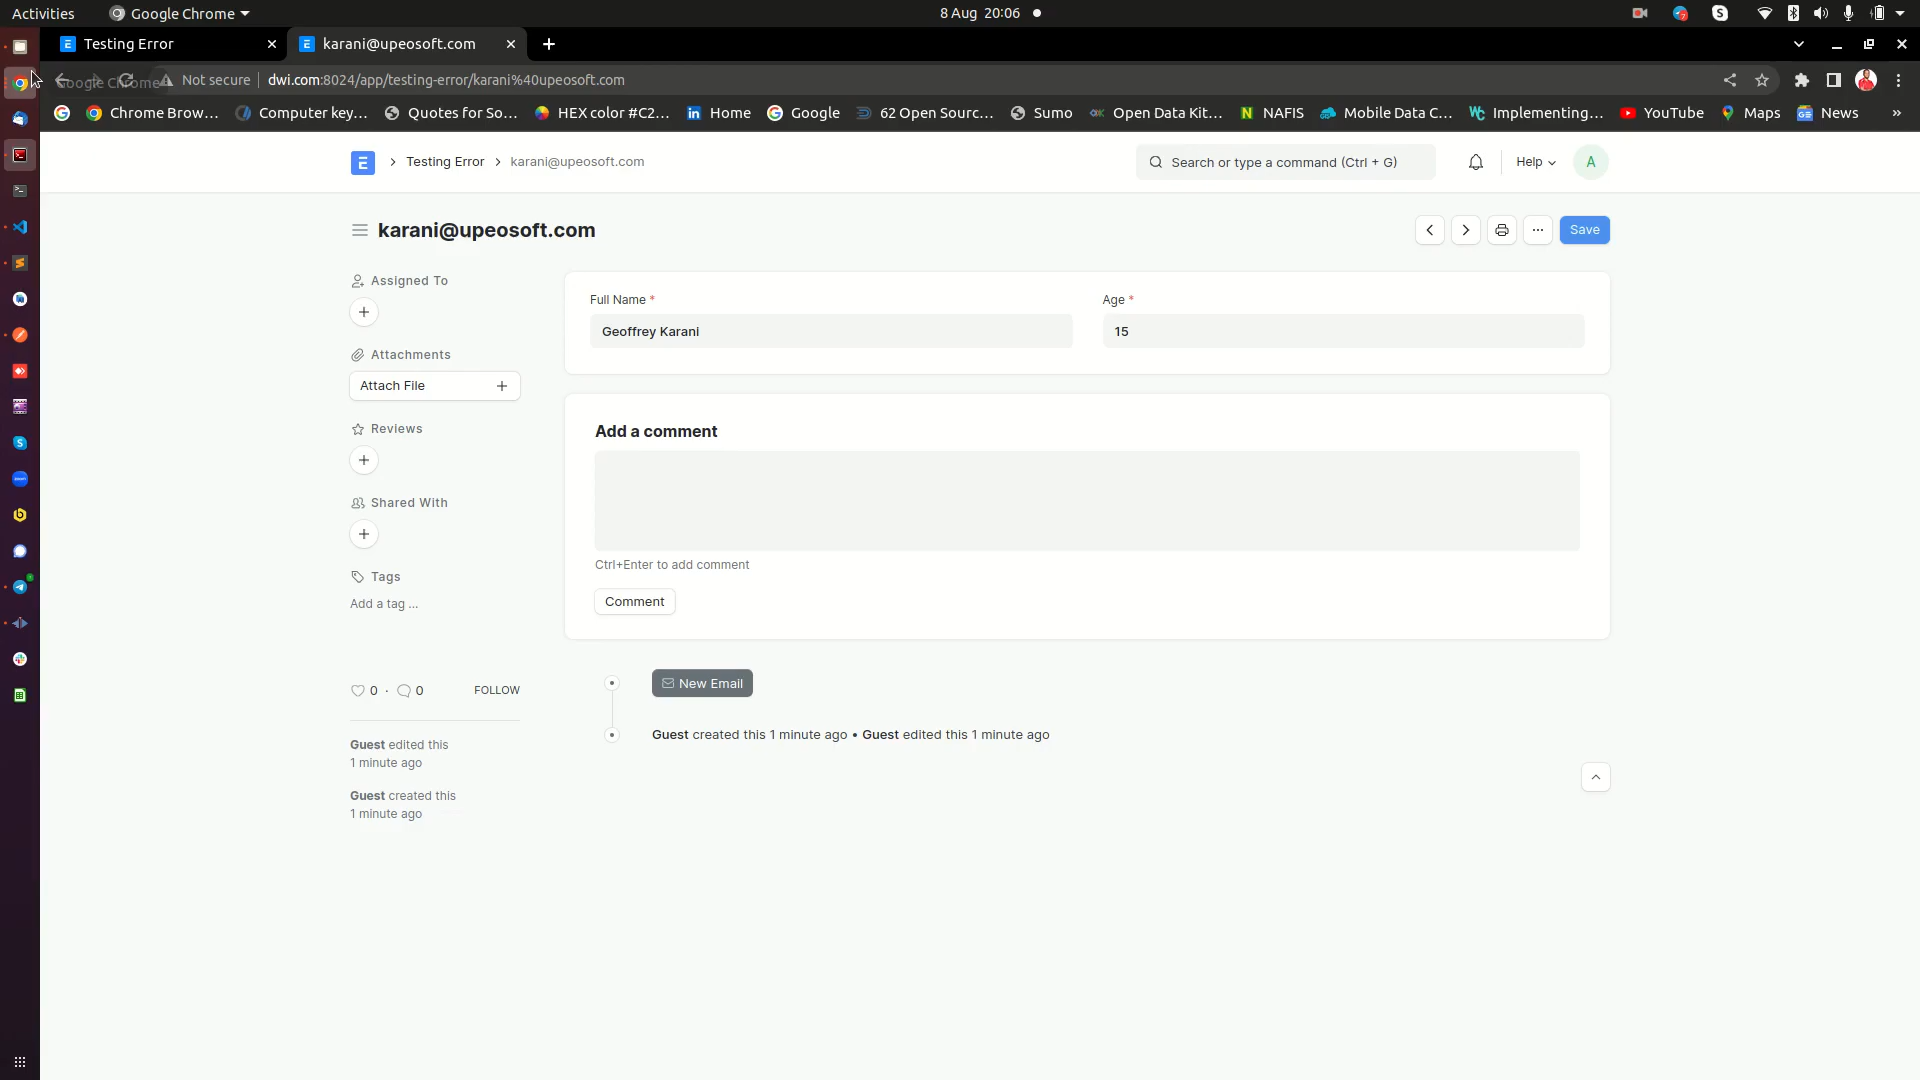 Activities
Google Chrome
8 Aug 20:06
Testing Error
karani@upeosoft.com
Google Chrome
Not secure
dwi.com:8024/app/testing-error/karani%40upeosoft.com
Chrome Brow...
Computer key...
Quotes for So...
HEX color #C2...
Home
Google
62 Open Sourc...
Sumo
Open Data Kit...
NAFIS
Mobile Data C...
Implementing...
YouTube
Maps
News
»
Testing Error
karani@upeosoft.com
Search or type a command (Ctrl + G)
Help
A
karani@upeosoft.com
Save
Assigned To
Attachments
Attach File
Reviews
Shared With
Tags
Add a tag ...
0 · 0
FOLLOW
Guest edited this
1 minute ago
Guest created this
1 minute ago
Full Name *
Geoffrey Karani
Age *
15
Add a comment
Ctrl+Enter to add comment
Comment
New Email
Guest created this 1 minute ago • Guest edited this 1 minute ago